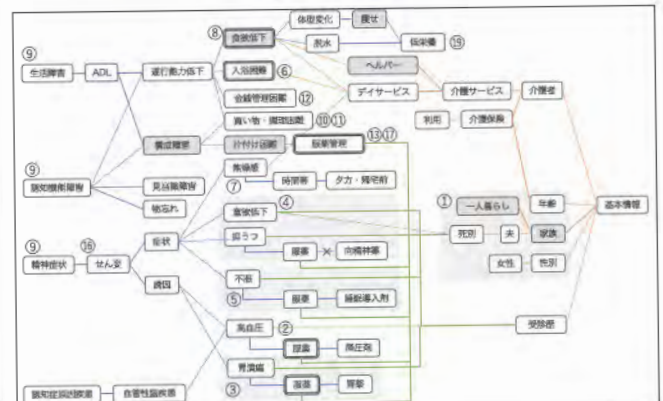 体型変化
痩せ
⑧
食欲低下
脱水
低栄養
⑲
⑨
生活障害
ADL
遂行能力低下
入浴困難
⑥
ヘルパー
デイサービス
介護サービス
介護者
金銭管理困難
⑫
買い物・調理困難
⑩⑪
利用
介護保険
構成障害
片付け困難
服薬管理
⑬⑰
焦燥感
⑦
時間帯
夕方・帰宅前
⑨
認知機能障害
見当識障害
物忘れ
④
意欲低下
①
一人暮らし
年齢
基本情報
死別
夫
家族
女性
性別
⑨
精神症状
⑯
せん妄
症状
抑うつ
服薬
×
向精神薬
誘因
不眠
⑤
服薬
睡眠導入剤
高血圧
②
受診歴
服薬
降圧剤
胃潰瘍
③
服薬
胃薬
認知症原因疾患
血管性脳疾患